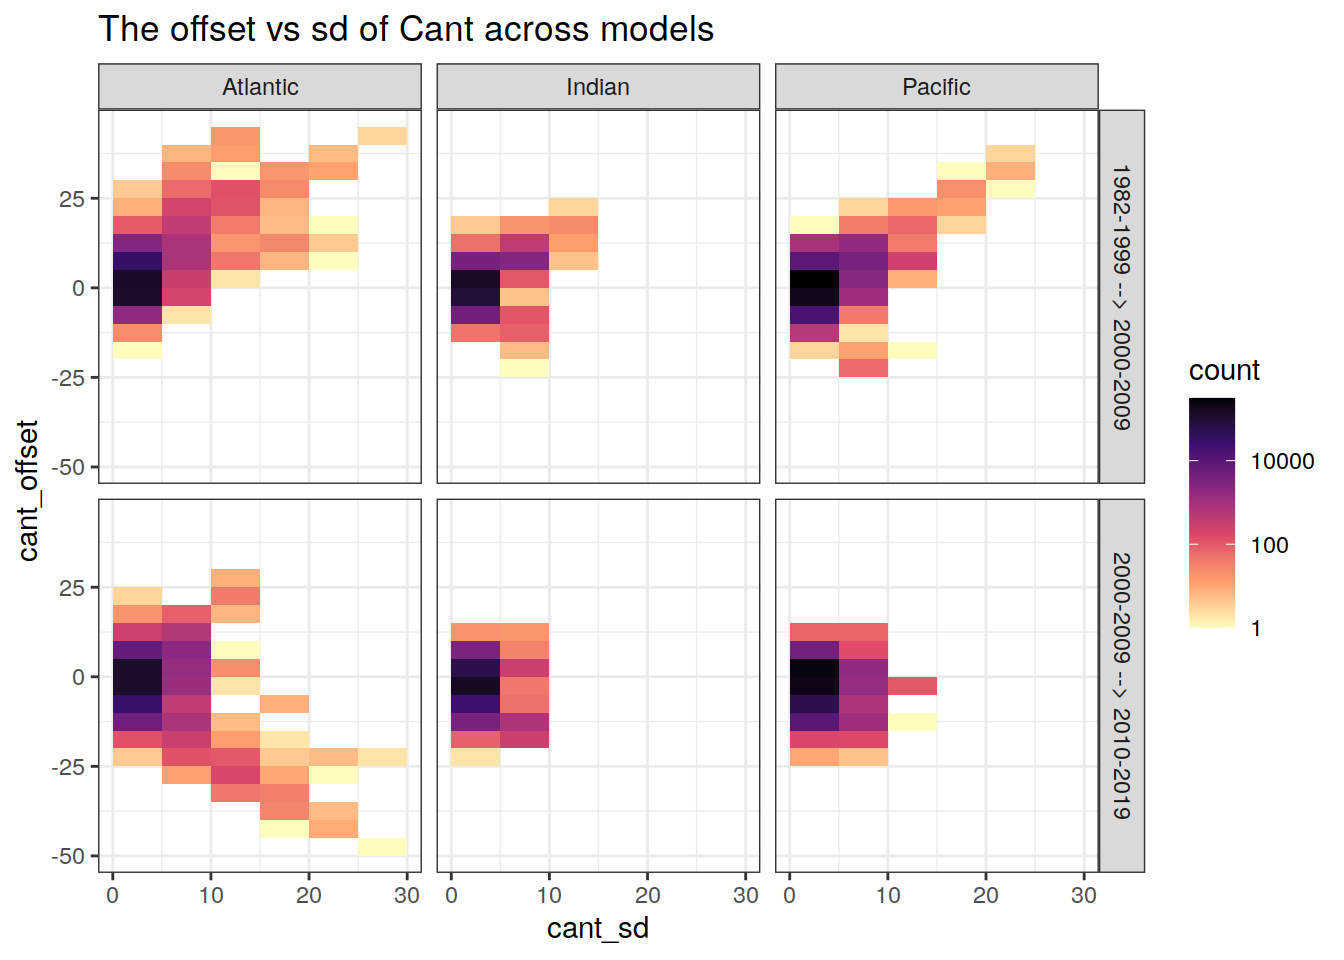 The offset vs sd of Cant across models
Atlantic
Indian
Pacific
25
0
-25
-50
1982-1999 --> 2000-2009
25
0
-25
-50
2000-2009 --> 2010-2019
cant_offset
0 10 20 30
0 10 20 30
0 10 20 30
cant_sd
count
10000
100
1